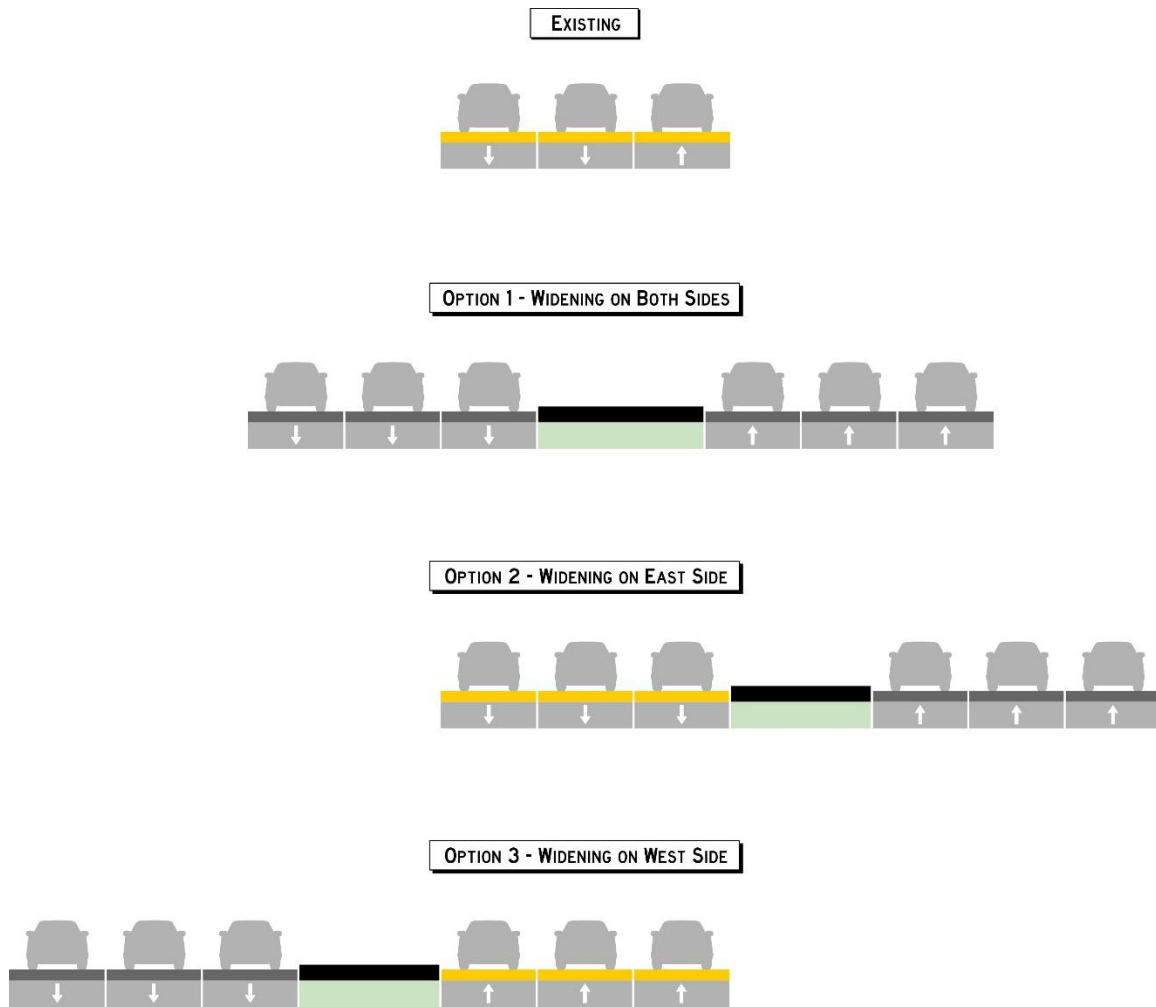 EXISTING
OPTION 1 - WIDENING ON BOTH SIDES
OPTION 2 - WIDENING ON EAST SIDE
OPTION 3 - WIDENING ON WEST SIDE